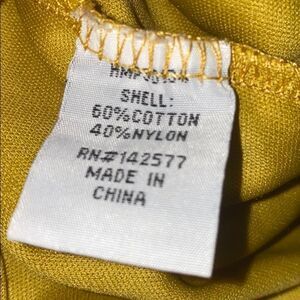 SHELL:
60%COTTON
40%NYLON
RN#142577
MADE IN
CHINA